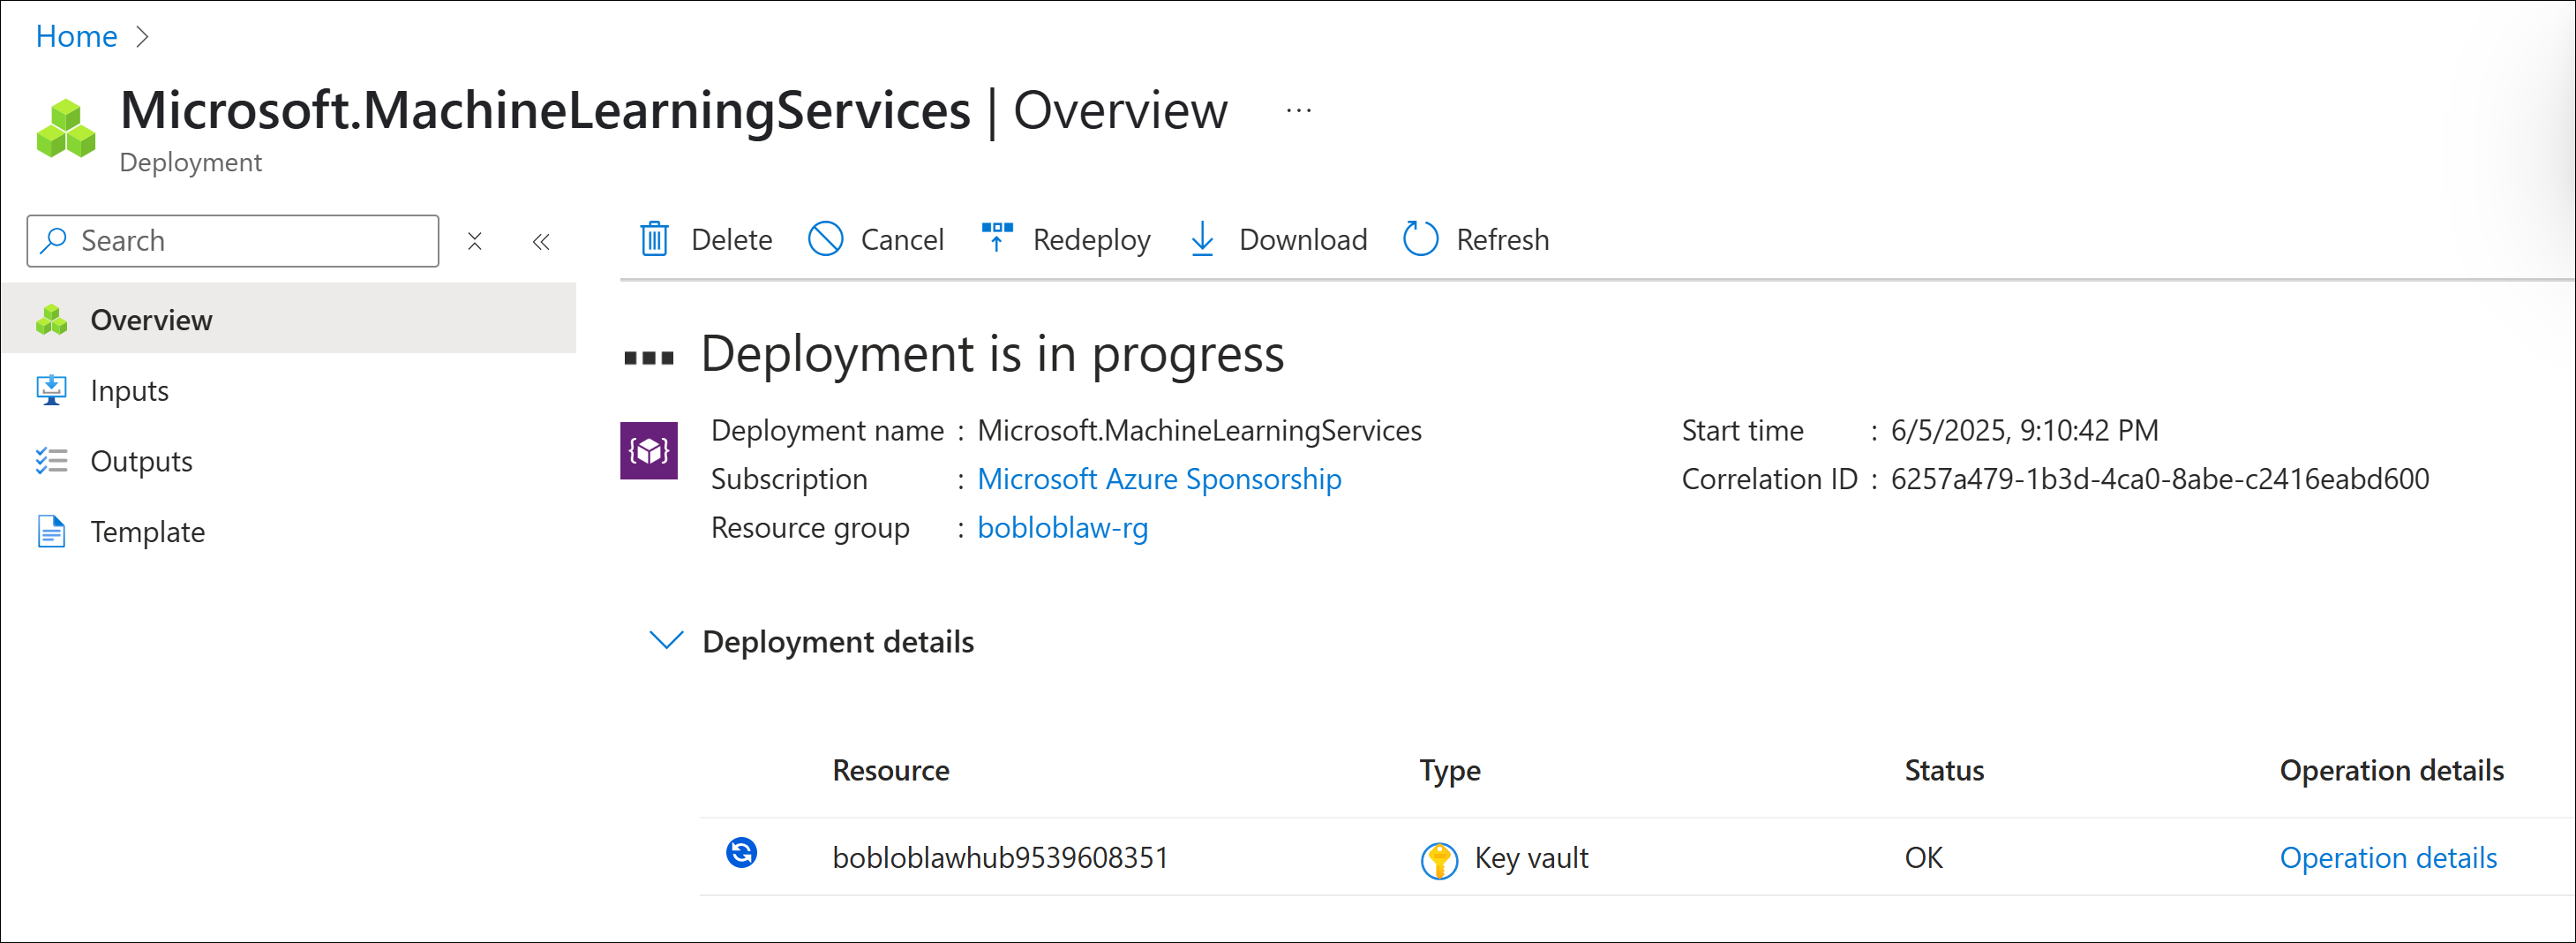 Home
Microsoft.MachineLearningServices | Overview ...
Deployment
Search
Delete Cancel Redeploy Download Refresh
Overview
Inputs
Outputs
Template
Deployment is in progress
Deployment name : Microsoft.MachineLearningServices
Subscription : Microsoft Azure Sponsorship
Resource group : bobloblaw-rg
Start time : 6/5/2025, 9:10:42 PM
Correlation ID : 6257a479-1b3d-4ca0-8abe-c2416eabd600
Deployment details
Resource Type Status Operation details
bobloblawhub9539608351 Key vault OK Operation details